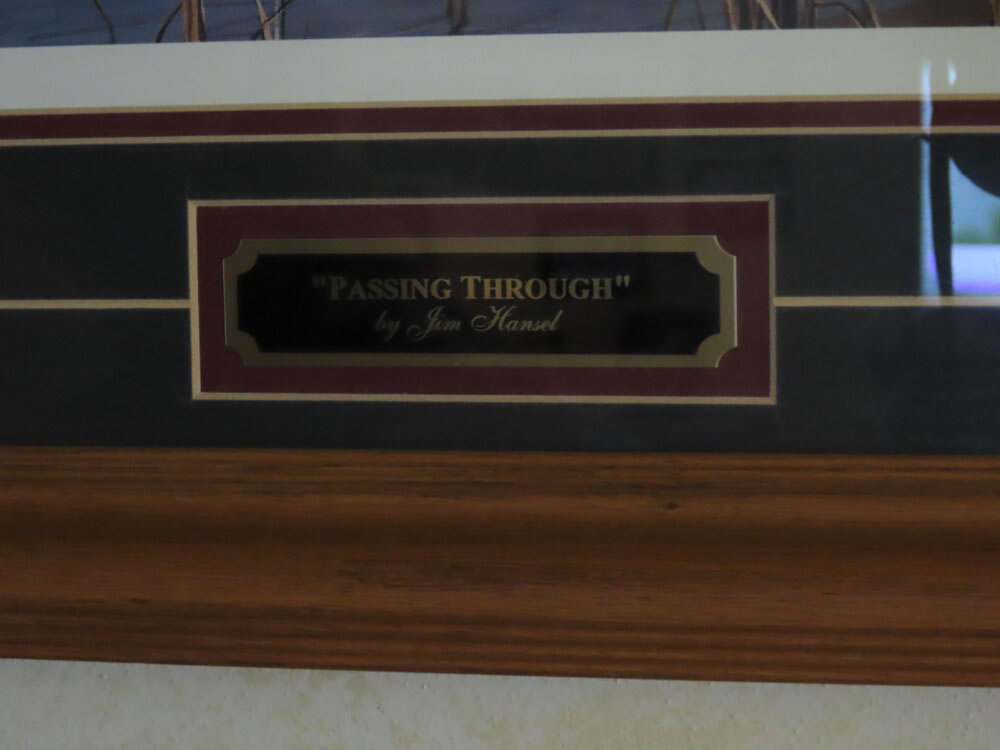 "PASSING THROUGH"
by Jim Hansel